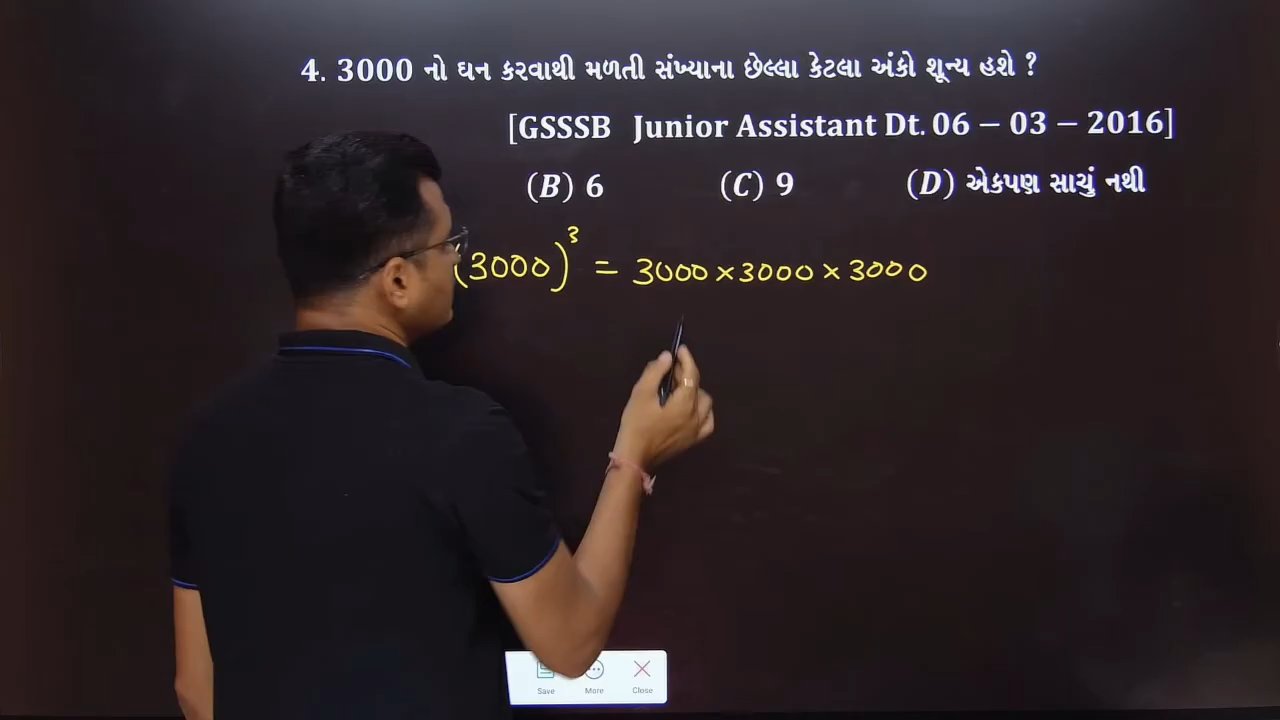 4. 3000 નો ઘન કરવાથી મળતી સંખ્યાના છેલ્લા કેટલા અંકો શૂન્ય હશે ?
[GSSSB Junior Assistant Dt. 06 – 03 – 2016]
(B) 6 (C) 9 (D) એકપણ સાચું નથી
(3000)³ = 3000 × 3000 × 3000
Save More Close